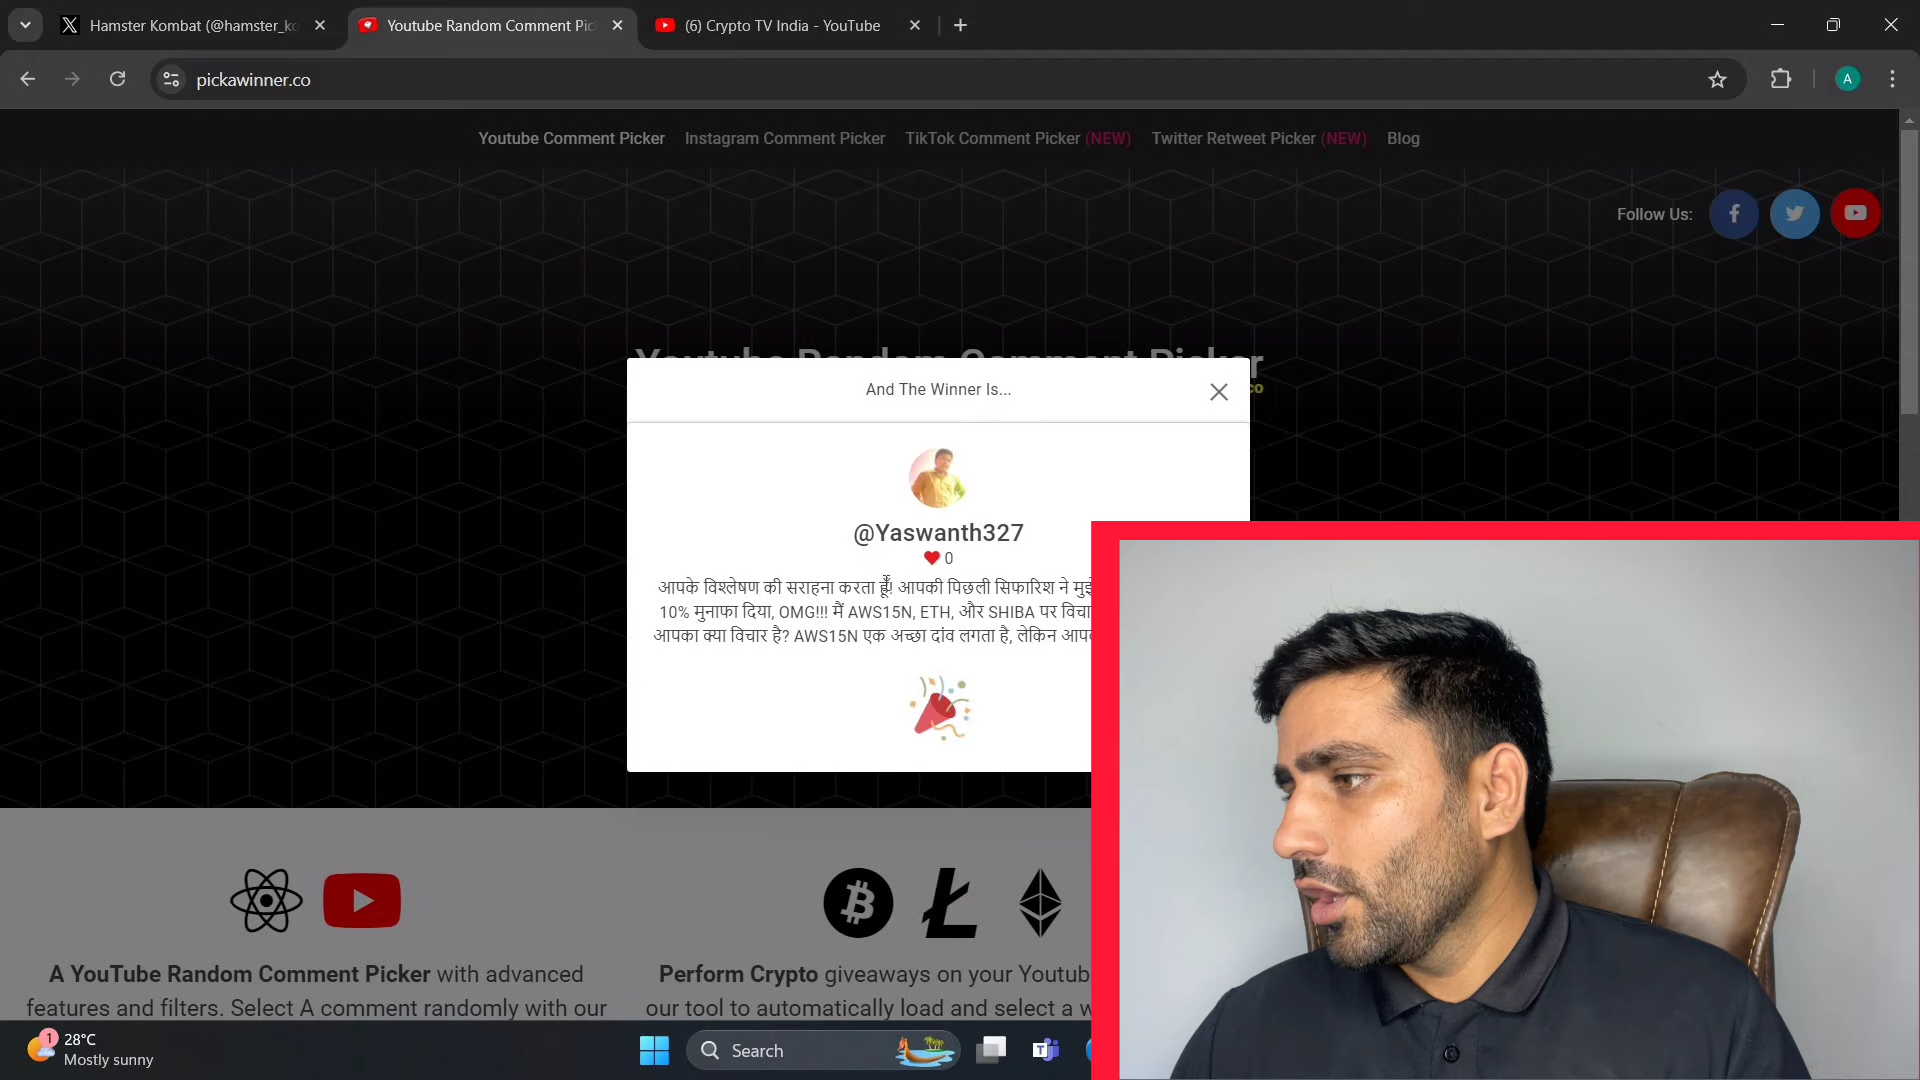 Hamster Kombat (@hamster_ko
Youtube Random Comment Pic
(6) Crypto TV India - YouTube
pickawinner.co
A
Youtube Comment Picker
Instagram Comment Picker
TikTok Comment Picker (NEW)
Twitter Retweet Picker (NEW)
Blog
Follow Us:
And The Winner Is...
@Yaswanth327
0
आपके विश्लेषण की सराहना करता हूँ! आपकी पिछली सिफारिश ने
10% मुनाफा दिया, OMG!!! मैं AWS15N, ETH, और SHIBA पर
आपका क्या विचार है? AWS15N एक अच्छा दांव लगता है, लेकिन
A YouTube Random Comment Picker with advanced
features and filters. Select A comment randomly with our
Perform Crypto giveaways on your
our tool to automatically load and select a
1
28°C
Mostly sunny
Search